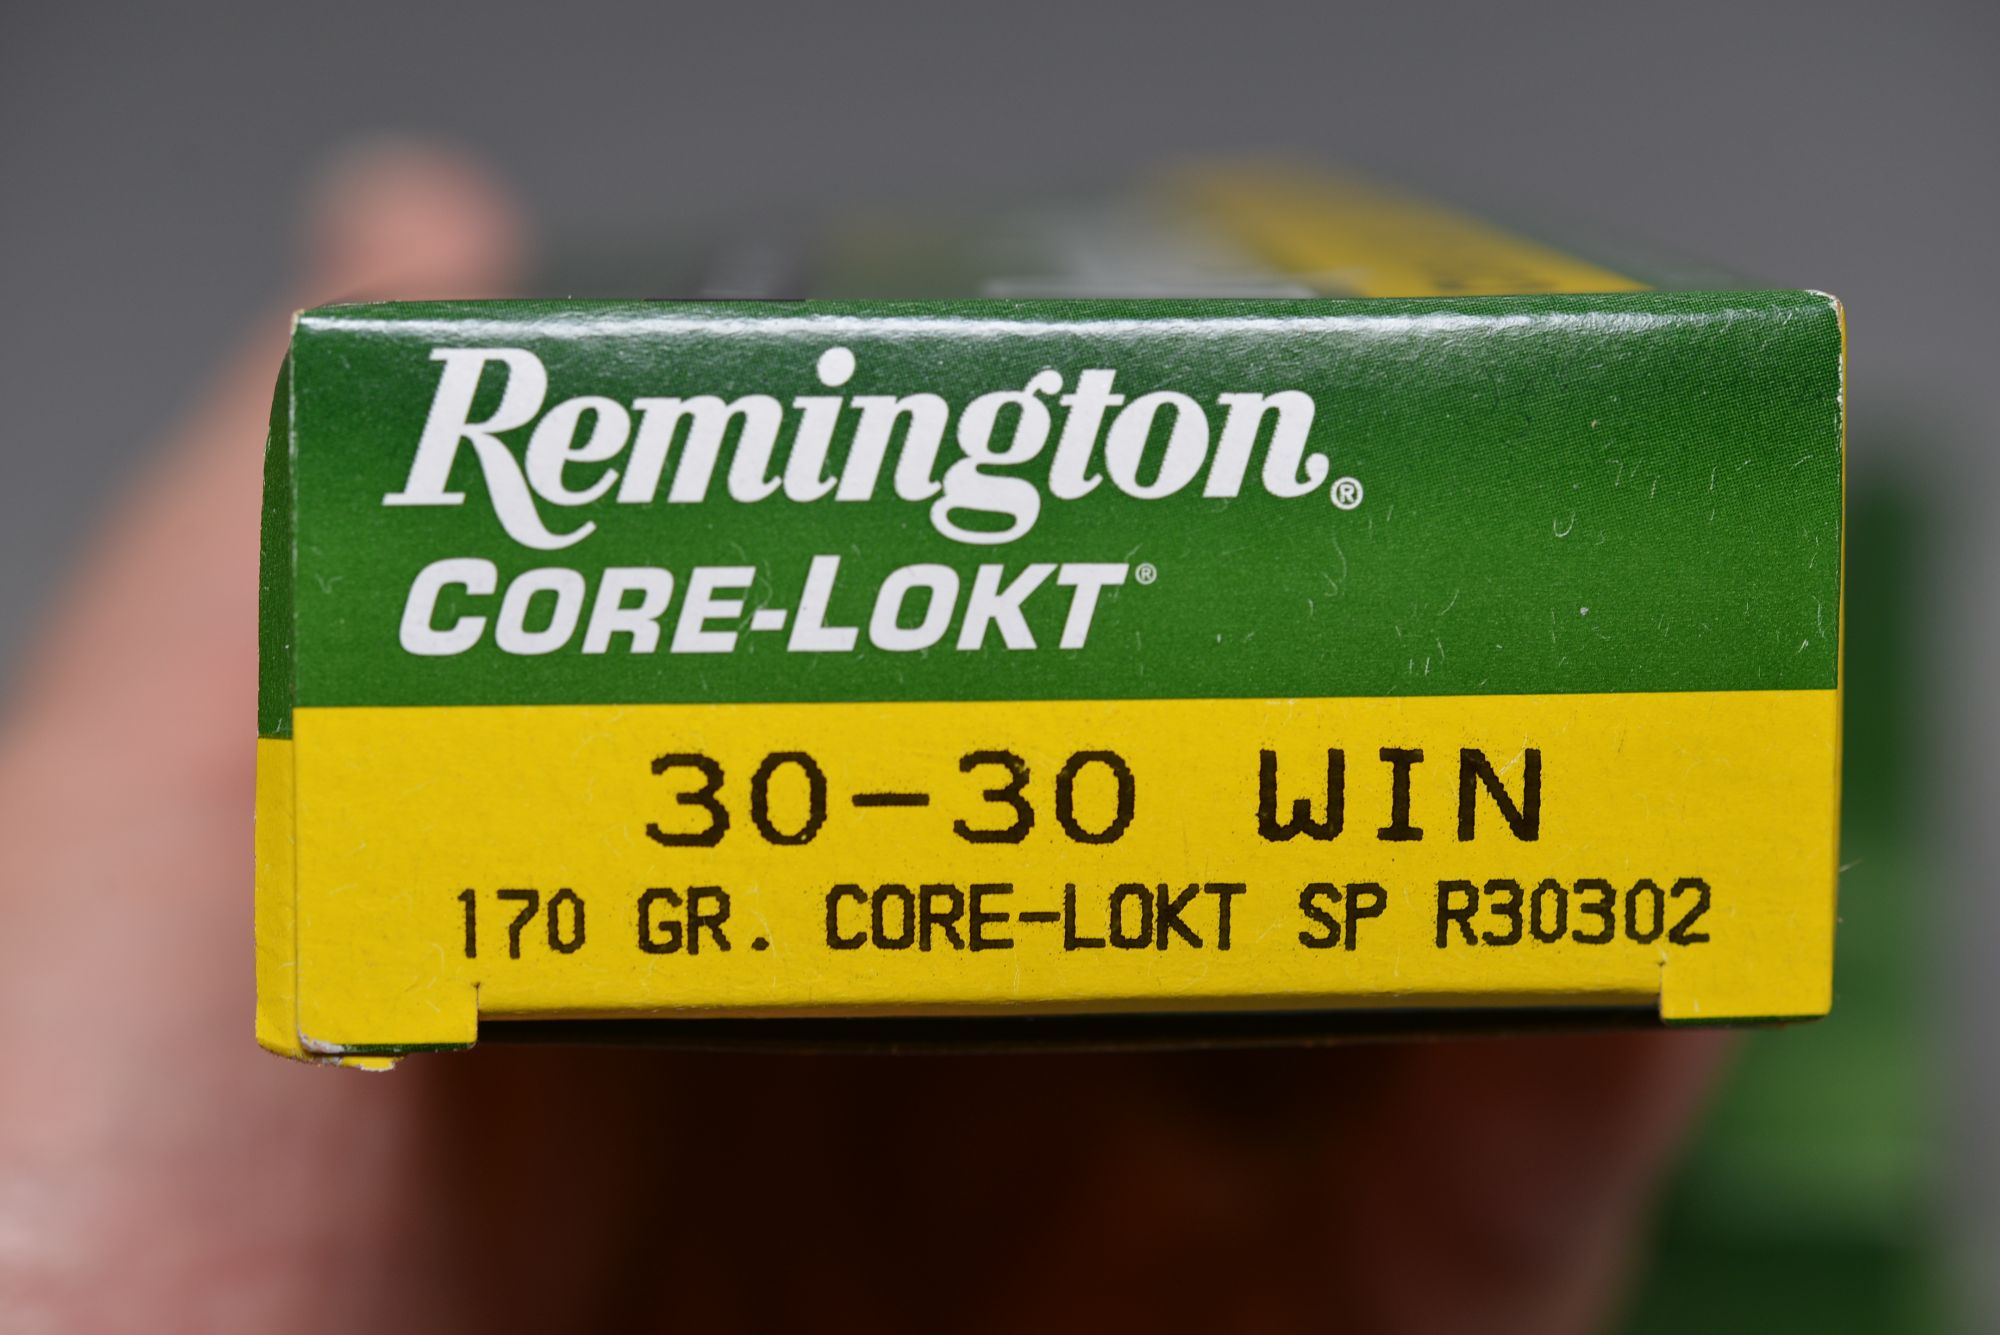 Remington®
CORE-LOKT®
30-30 WIN
170 GR. CORE-LOKT SP R30302